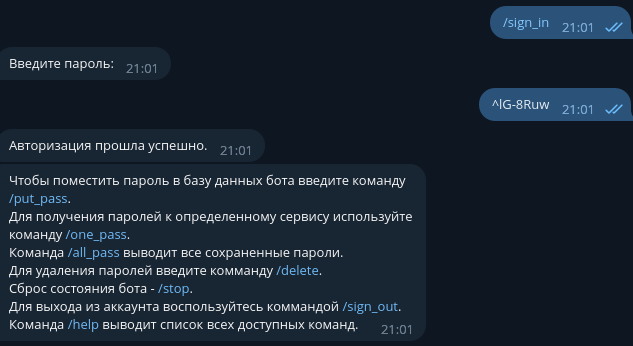 /sign_in 21:01
Введите пароль: 21:01
^lG-8Ruw 21:01
Авторизация прошла успешно. 21:01
Чтобы поместить пароль в базу данных бота введите команду
/put_pass.
Для получения паролей к определенному сервису используйте
команду /one_pass.
Команда /all_pass выводит все сохраненные пароли.
Для удаления паролей введите комманду /delete.
Сброс состояния бота - /stop.
Для выхода из аккаунта воспользуйтесь коммандой /sign_out.
Команда /help выводит список всех доступных команд. 21:01